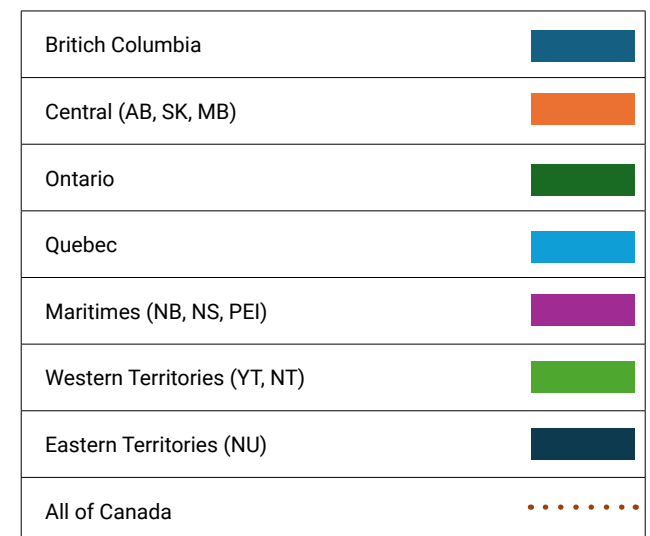 Britich Columbia
Central (AB, SK, MB)
Ontario
Quebec
Maritimes (NB, NS, PEI)
Western Territories (YT, NT)
Eastern Territories (NU)
All of Canada